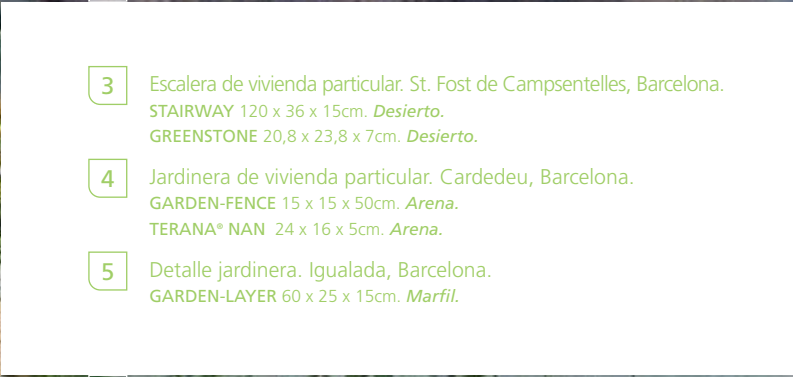 3 Escalera de vivienda particular. St. Fost de Campsentelles, Barcelona.
STAIRWAY 120 x 36 x 15cm. Desierto.
GREENSTONE 20,8 x 23,8 x 7cm. Desierto.
4 Jardinera de vivienda particular. Cardedeu, Barcelona.
GARDEN-FENCE 15 x 15 x 50cm. Arena.
TERANA® NAN 24 x 16 x 5cm. Arena.
5 Detalle jardinera. Igualada, Barcelona.
GARDEN-LAYER 60 x 25 x 15cm. Marfil.